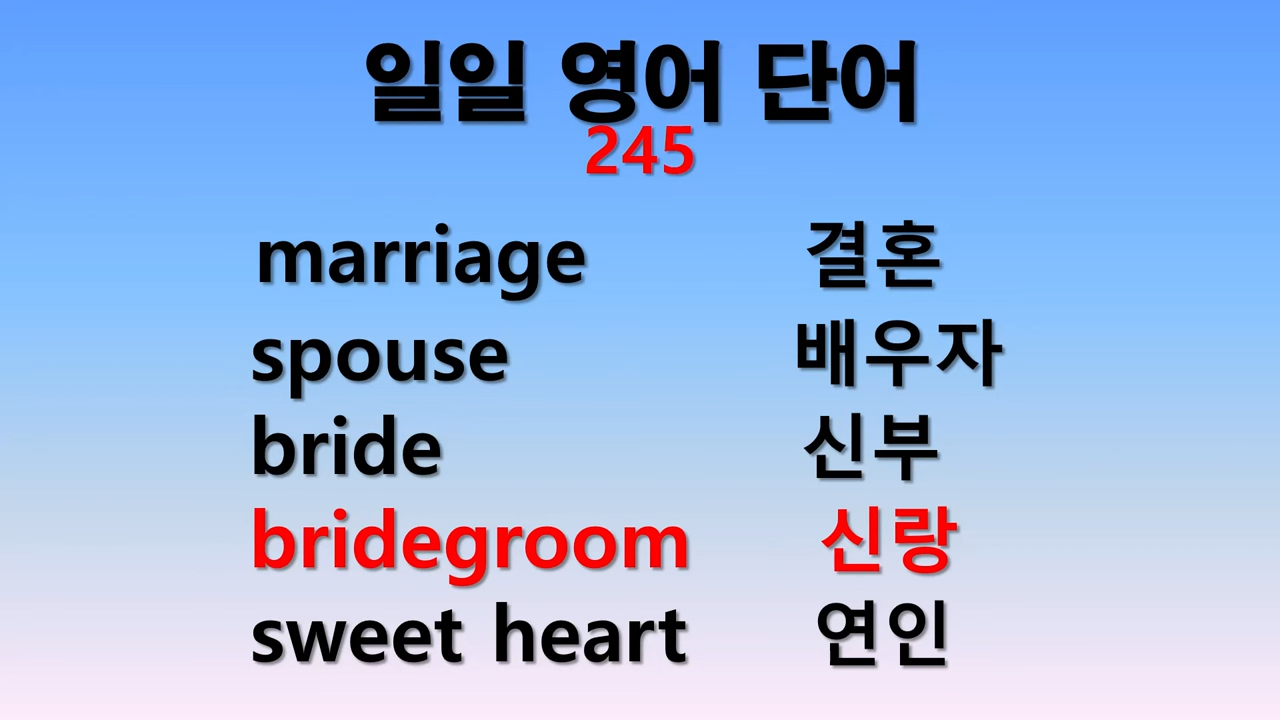 일일 영어 단어
245
marriage 결혼
spouse 배우자
bride 신부
bridegroom 신랑
sweet heart 연인